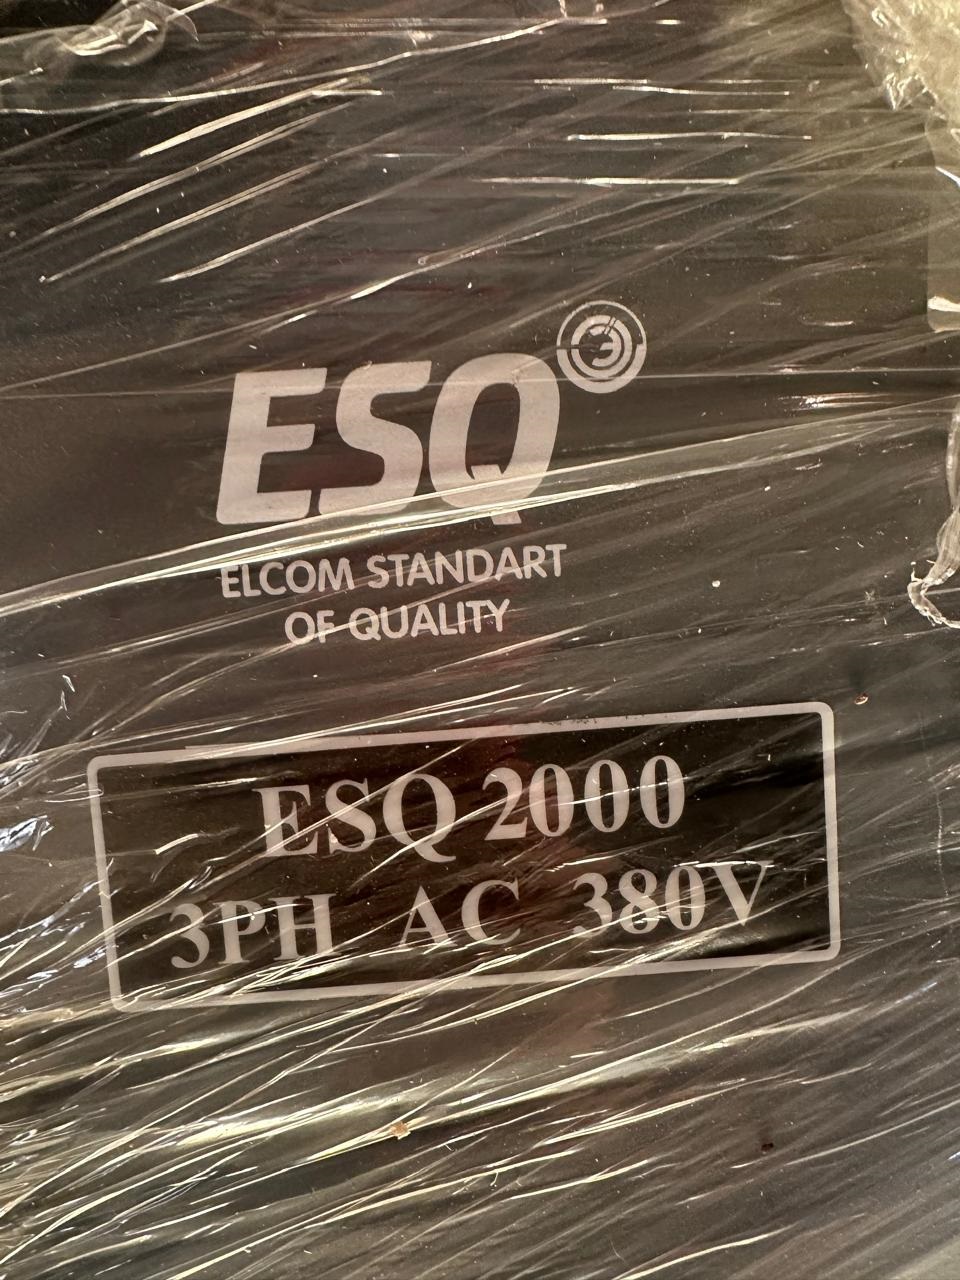 ESQ
ELCOM STANDART
OF QUALITY
ESQ 2000
3PH AC 380V